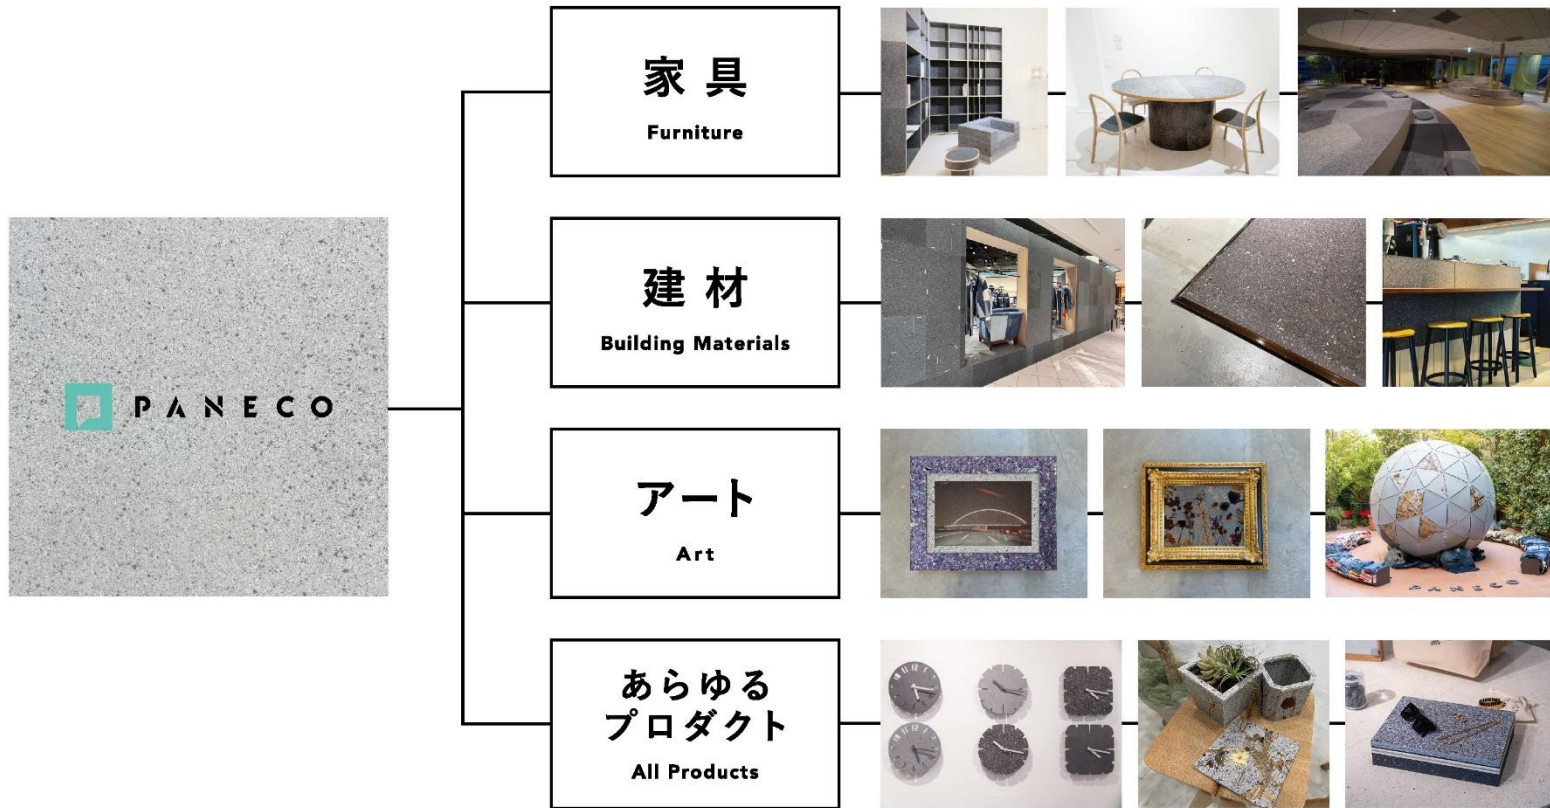 PANECO
家具
Furniture
建材
Building Materials
アート
Art
あらゆる
プロダクト
All Products
PANECO